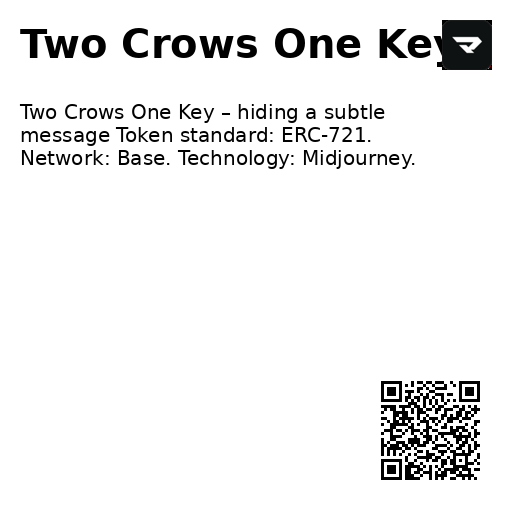 Two Crows One Key
Two Crows One Key – hiding a subtle
message Token standard: ERC-721.
Network: Base. Technology: Midjourney.